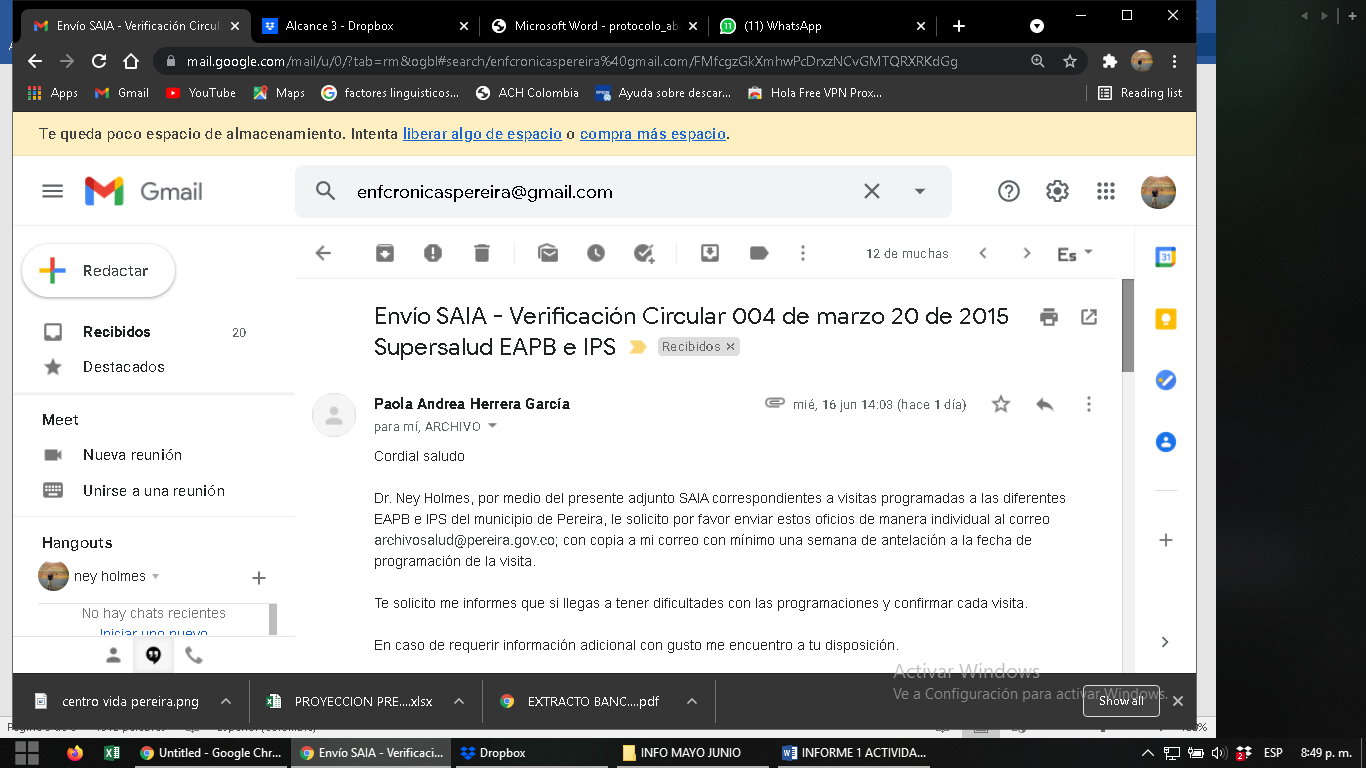 Envío SAIA - Verificación Circul
Alcance 3 - Dropbox
Microsoft Word - protocolo_ab
(11) WhatsApp
mail.google.com/mail/u/0/?tab=rm&ogbl#search/enfcronicaspereira%40gmail.com/FMfcgzGkXmhwPcDrxzNCvGMTQRXRKdGg
Apps
Gmail
YouTube
Maps
factores linguisticos...
ACH Colombia
Ayuda sobre descar...
Hola Free VPN Prox...
Reading list
Te queda poco espacio de almacenamiento. Intenta liberar algo de espacio o compra más espacio.
Gmail
enfcronicaspereira@gmail.com
Redactar
12 de muchas
Es
Recibidos 20
Destacados
Meet
Nueva reunión
Unirse a una reunión
Hangouts
ney holmes
No hay chats recientes
Iniciar uno nuevo
Envío SAIA - Verificación Circular 004 de marzo 20 de 2015
Supersalud EAPB e IPS
Recibidos
Paola Andrea Herrera García
mié, 16 jun 14:03 (hace 1 día)
para mí, ARCHIVO
Cordial saludo
Dr. Ney Holmes, por medio del presente adjunto SAIA correspondientes a visitas programadas a las diferentes
EAPB e IPS del municipio de Pereira, le solicito por favor enviar estos oficios de manera individual al correo
archivosalud@pereira.gov.co; con copia a mi correo con mínimo una semana de antelación a la fecha de
programación de la visita.
Te solicito me informes que si llegas a tener dificultades con las programaciones y confirmar cada visita.
En caso de requerir información adicional con gusto me encuentro a tu disposición.
Activar Windows
Ve a Configuración para activar Windows.
centro vida pereira.png
PROYECCION PRE....xlsx
EXTRACTO BANC....pdf
Show all
Untitled - Google Chr...
Envío SAIA - Verificaci...
Dropbox
INFO MAYO JUNIO
INFORME 1 ACTIVIDA...
2
ESP
8:49 p. m.